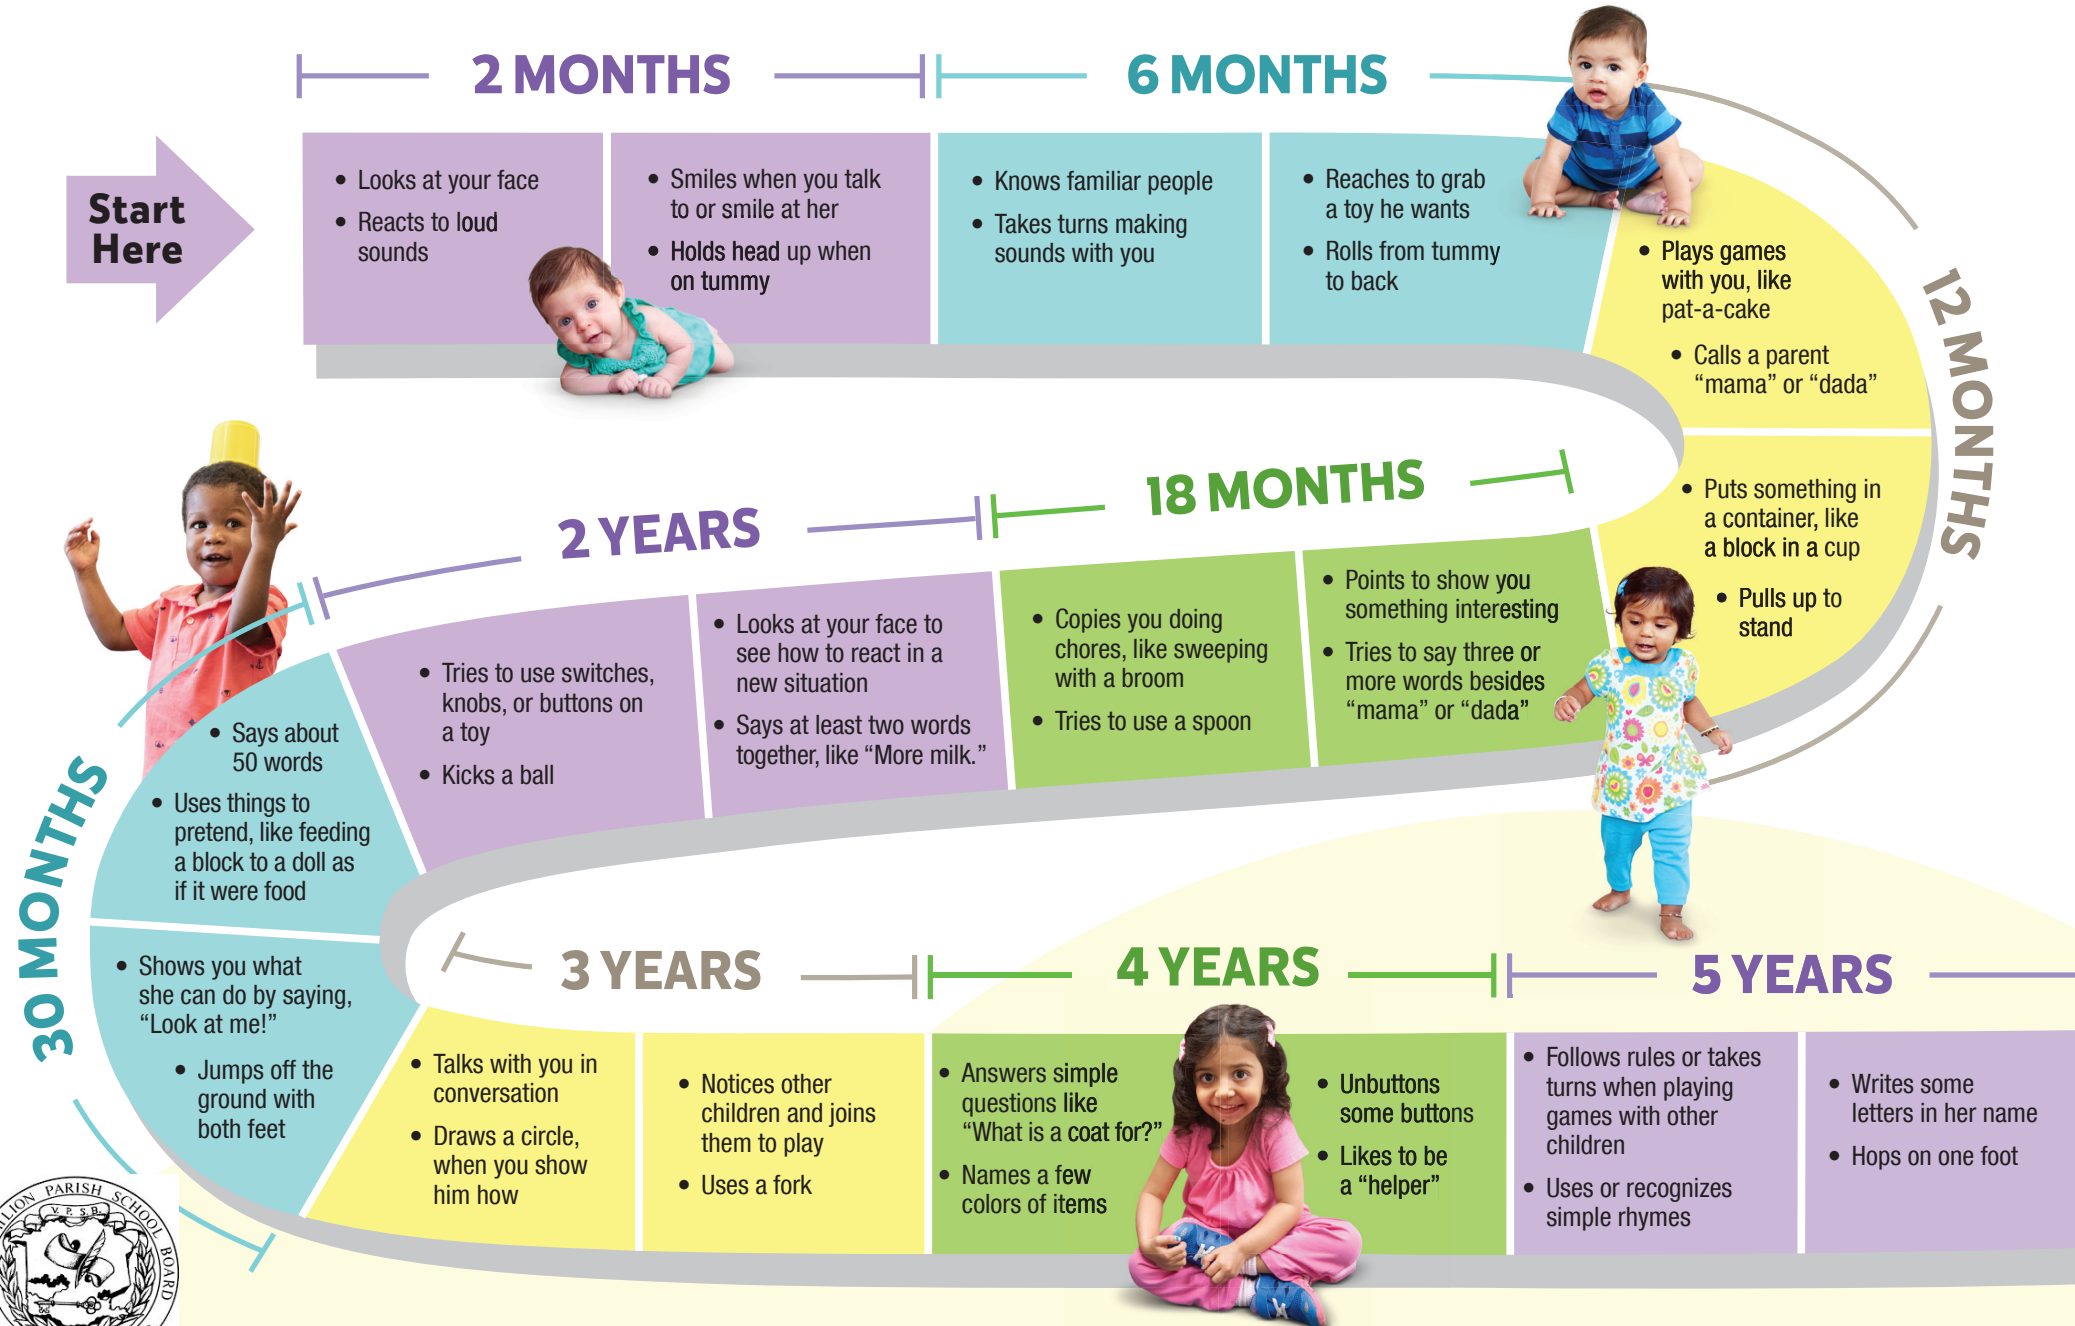 2 MONTHS
6 MONTHS
Start
Here
• Looks at your face
• Reacts to loud
sounds
• Smiles when you talk
to or smile at her
• Holds head up when
on tummy
• Knows familiar people
• Takes turns making
sounds with you
• Reaches to grab
a toy he wants
• Rolls from tummy
to back
12 MONTHS
• Plays games
with you, like
pat-a-cake
• Calls a parent
“mama” or “dada”
• Puts something in
a container, like
a block in a cup
• Pulls up to
stand
18 MONTHS
• Points to show you
something interesting
• Tries to say three or
more words besides
“mama” or “dada”
• Copies you doing
chores, like sweeping
with a broom
• Tries to use a spoon
2 YEARS
• Looks at your face to
see how to react in a
new situation
• Says at least two words
together, like “More milk.”
• Tries to use switches,
knobs, or buttons on
a toy
• Kicks a ball
30 MONTHS
• Says about
50 words
• Uses things to
pretend, like feeding
a block to a doll as
if it were food
• Shows you what
she can do by saying,
“Look at me!”
• Jumps off the
ground with
both feet
3 YEARS
• Talks with you in
conversation
• Draws a circle,
when you show
him how
• Notices other
children and joins
them to play
• Uses a fork
4 YEARS
• Answers simple
questions like
“What is a coat for?”
• Names a few
colors of items
• Unbuttons
some buttons
• Likes to be
a “helper”
5 YEARS
• Follows rules or takes
turns when playing
games with other
children
• Uses or recognizes
simple rhymes
• Writes some
letters in her name
• Hops on one foot
PARISH SCHOOL BOARD
V. P. S. B.